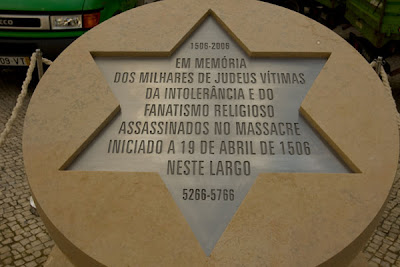 1506-2006
EM MEMÓRIA
DOS MILHARES DE JUDEUS VÍTIMAS
DA INTOLERÂNCIA E DO
FANATISMO RELIGIOSO
ASSASSINADOS NO MASSACRE
INICIADO A 19 DE ABRIL DE 1506
NESTE LARGO
5266-5766